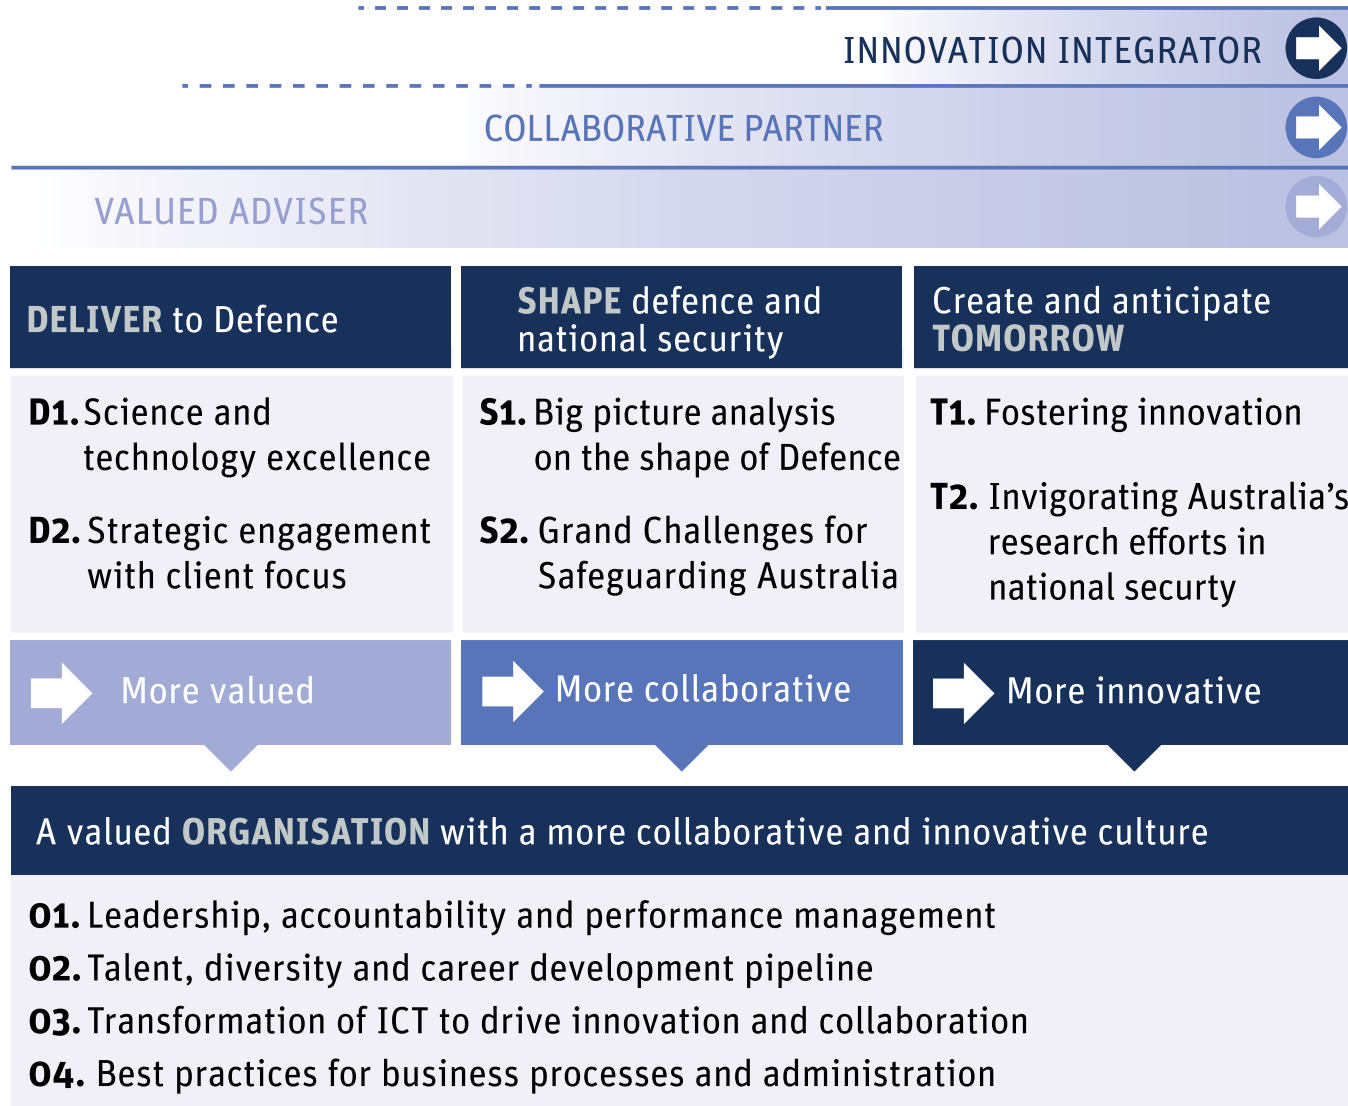 INNOVATION INTEGRATOR
COLLABORATIVE PARTNER
VALUED ADVISER
DELIVER to Defence
D1. Science and
technology excellence
D2. Strategic engagement
with client focus
More valued
SHAPE defence and
national security
S1. Big picture analysis
on the shape of Defence
S2. Grand Challenges for
Safeguarding Australia
More collaborative
Create and anticipate
TOMORROW
T1. Fostering innovation
T2. Invigorating Australia’s
research efforts in
national securty
More innovative
A valued ORGANISATION with a more collaborative and innovative culture
O1. Leadership, accountability and performance management
O2. Talent, diversity and career development pipeline
O3. Transformation of ICT to drive innovation and collaboration
O4. Best practices for business processes and administration